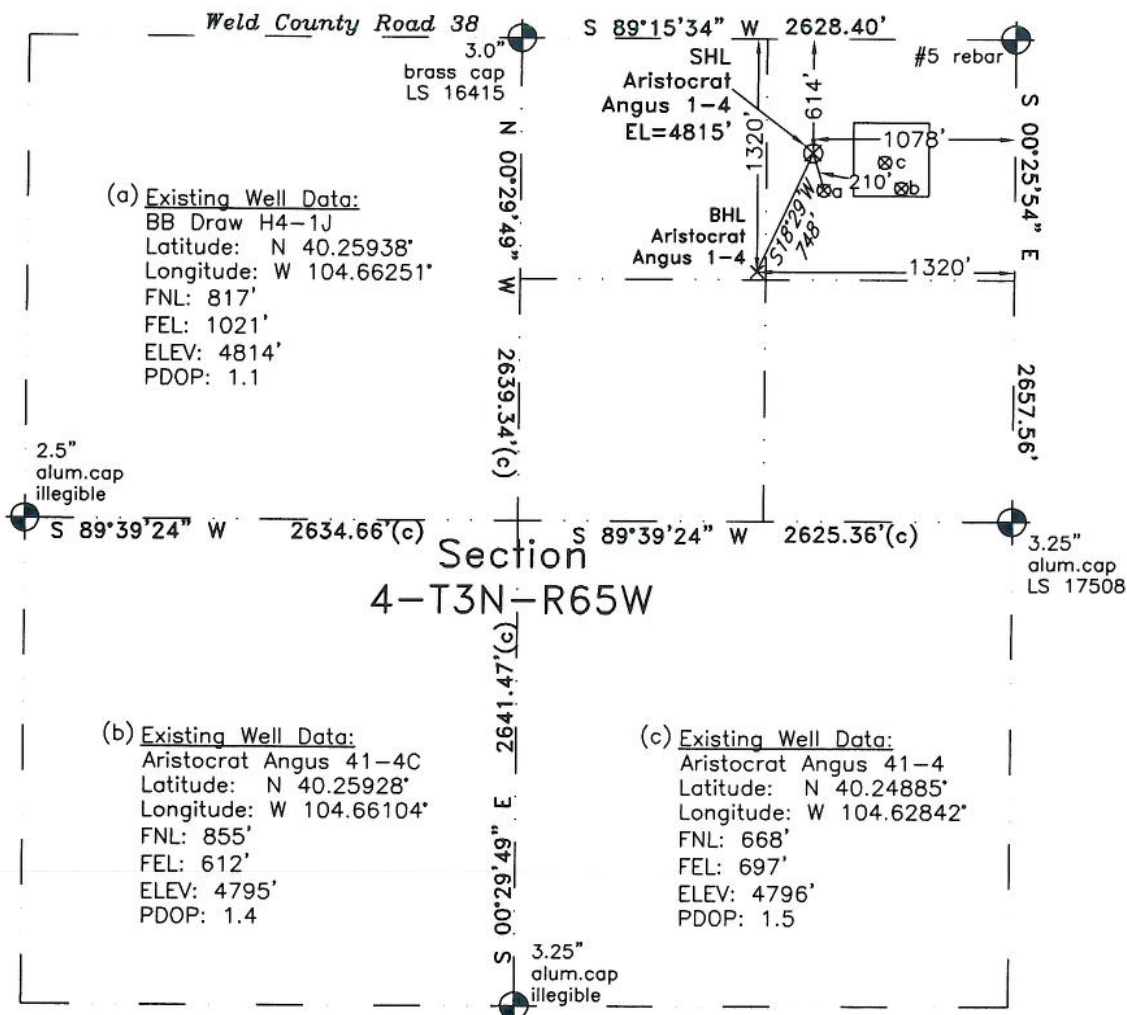 Weld County Road 38
S 89°15'34" W 2628.40'
3.0"
brass cap
LS 16415
#5 rebar
SHL
Aristocrat
Angus 1-4
EL=4815'
614'
1320'
1078'
c
210'
a
b
S18°29'W
748'
BHL
Aristocrat
Angus 1-4
1320'
N 00°29'49" W
2639.34'(c)
S 00°25'54" E
2657.56'
(a) Existing Well Data:
BB Draw H4-1J
Latitude: N 40.25938°
Longitude: W 104.66251°
FNL: 817'
FEL: 1021'
ELEV: 4814'
PDOP: 1.1
2.5"
alum.cap
illegible
S 89°39'24" W 2634.66'(c)
S 89°39'24" W 2625.36'(c)
3.25"
alum.cap
LS 17508
Section
4-T3N-R65W
S 00°29'49" E 2641.47'(c)
(b) Existing Well Data:
Aristocrat Angus 41-4C
Latitude: N 40.25928°
Longitude: W 104.66104°
FNL: 855'
FEL: 612'
ELEV: 4795'
PDOP: 1.4
(c) Existing Well Data:
Aristocrat Angus 41-4
Latitude: N 40.24885°
Longitude: W 104.62842°
FNL: 668'
FEL: 697'
ELEV: 4796'
PDOP: 1.5
3.25"
alum.cap
illegible